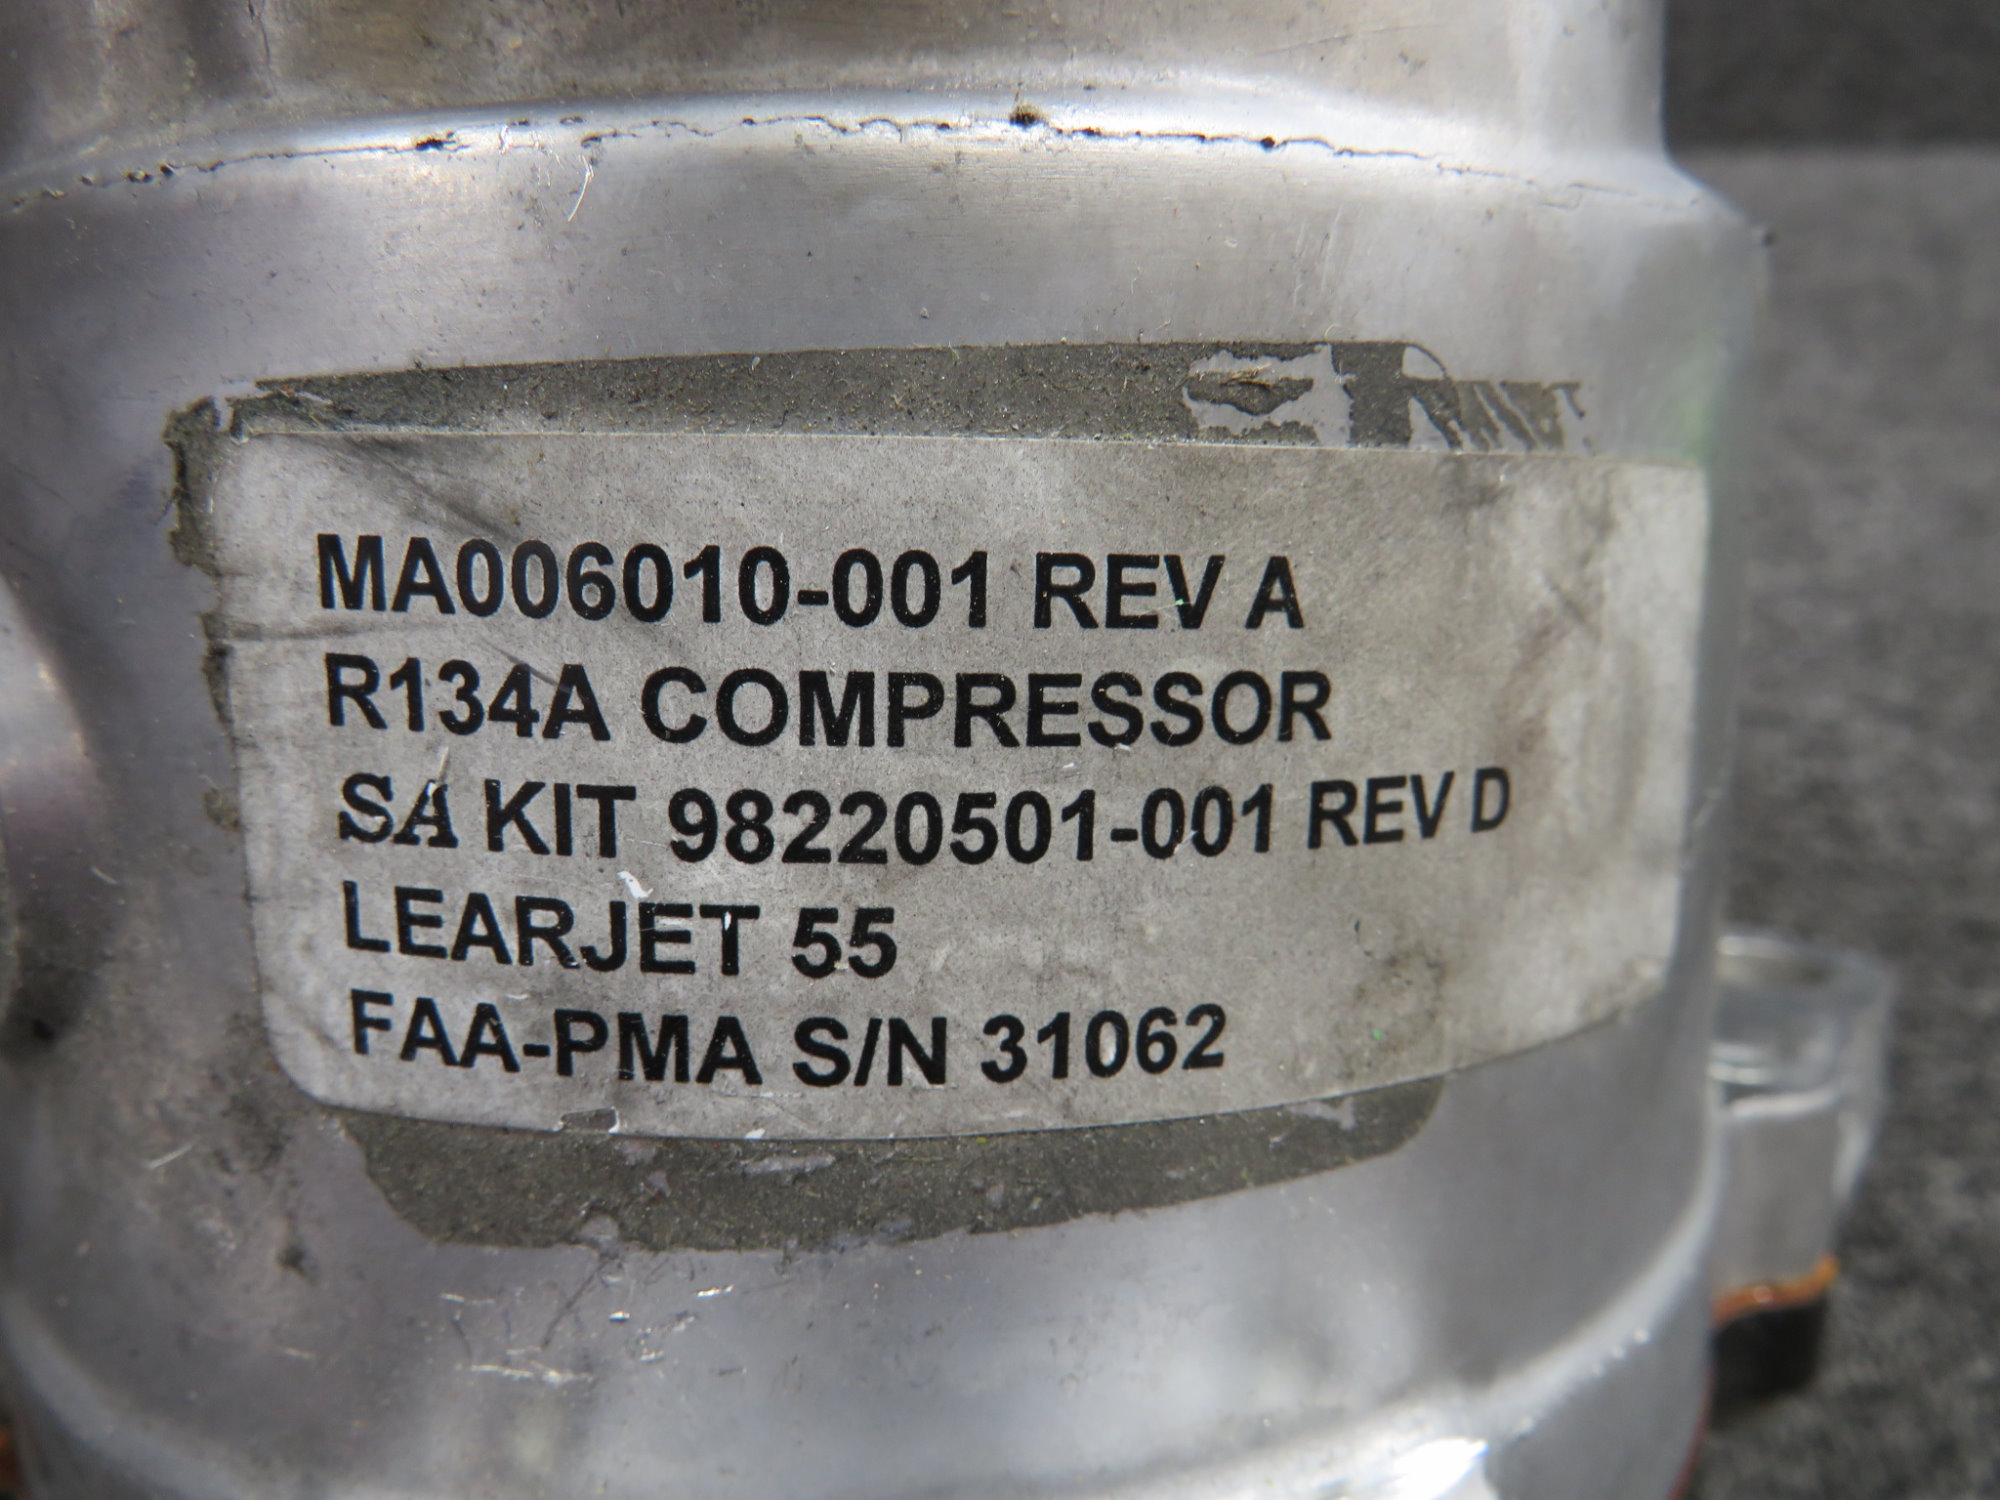 MA006010-001 REV A
R134A COMPRESSOR
SA KIT 98220501-001 REV D
LEARJET 55
FAA-PMA S/N 31062